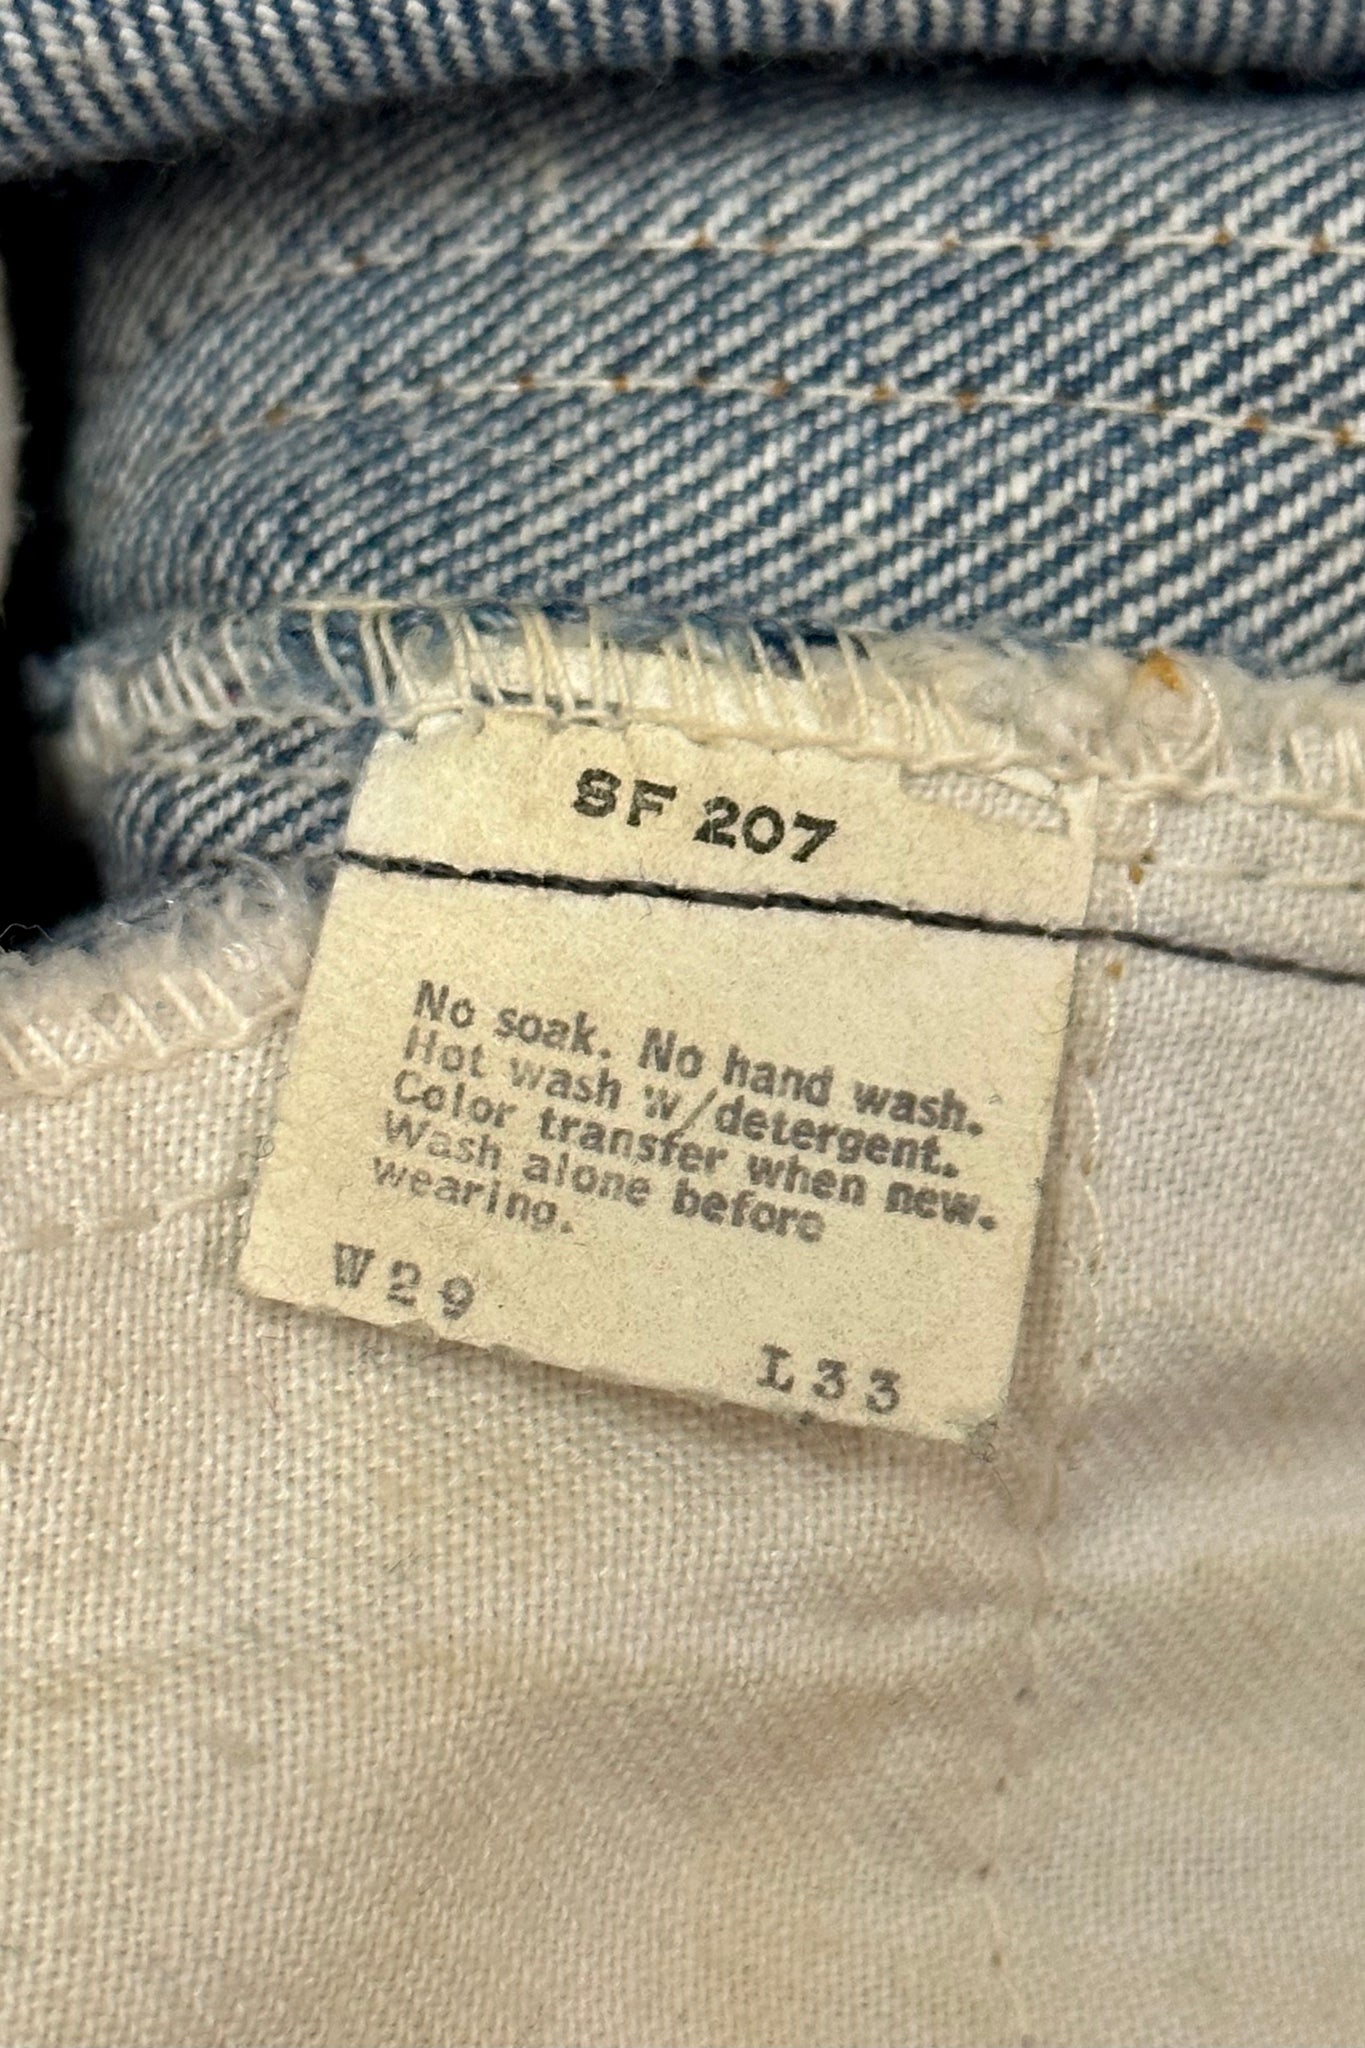 SF 207
No soak. No hand wash.
Hot wash w/detergent.
Color transfer when new.
Wash alone before
wearing.
W29
L33